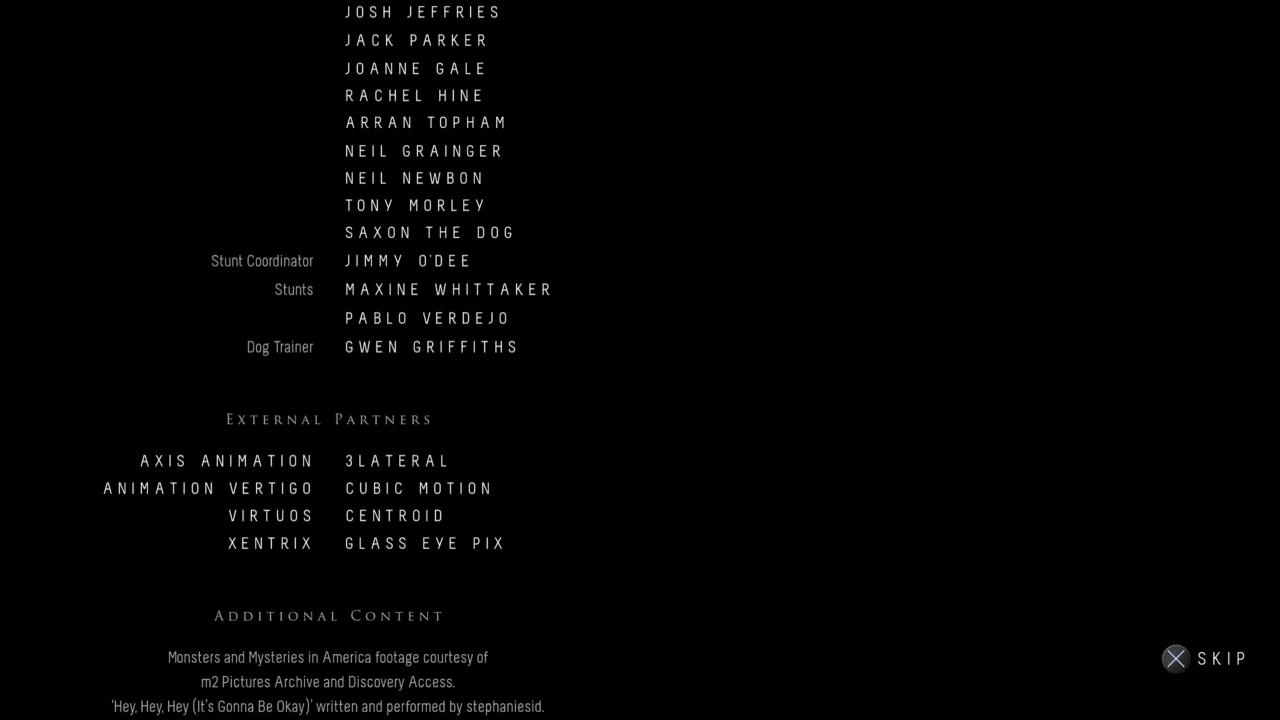 JOSH JEFFRIES
JACK PARKER
JOANNE GALE
RACHEL HINE
ARRAN TOPHAM
NEIL GRAINGER
NEIL NEWBON
TONY MORLEY
SAXON THE DOG
Stunt Coordinator JIMMY O'DEE
Stunts MAXINE WHITTAKER
PABLO VERDEJO
Dog Trainer GWEN GRIFFITHS
EXTERNAL PARTNERS
AXIS ANIMATION 3LATERAL
ANIMATION VERTIGO CUBIC MOTION
VIRTUOS CENTROID
XENTRIX GLASS EYE PIX
ADDITIONAL CONTENT
Monsters and Mysteries in America footage courtesy of
m2 Pictures Archive and Discovery Access.
SKIP
'Hey, Hey, Hey (It's Gonna Be Okay)' written and performed by stephaniesid.